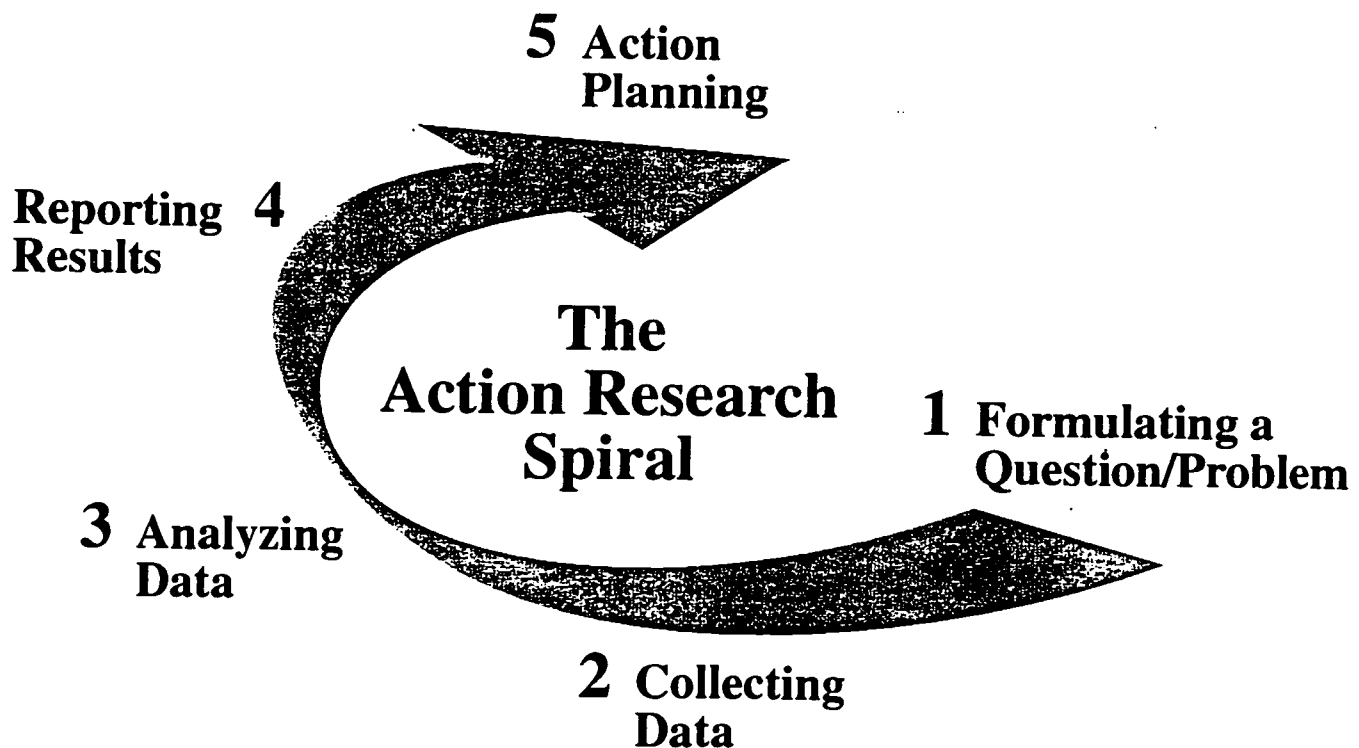 5 Action
Planning
Reporting 4
Results
The
Action Research
Spiral
1 Formulating a
Question/Problem
3 Analyzing
Data
2 Collecting
Data